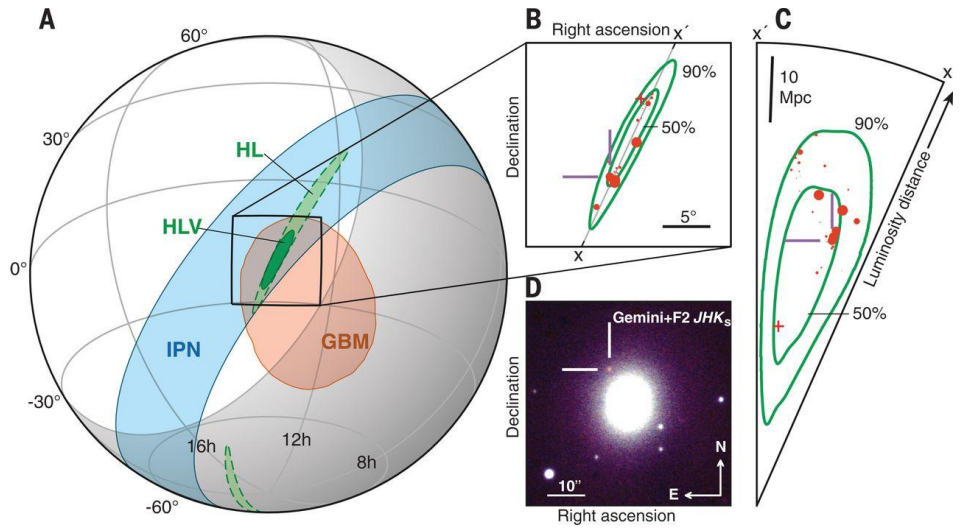 A
60°
30°
0°
-30°
-60°
HL
HLV
IPN
GBM
16h
12h
8h
B
Right ascension
x´
90%
50%
Declination
5°
x
C
x´
x
10
Mpc
90%
Luminosity distance
50%
D
Gemini+F2 JHKs
Declination
N
E
10"
Right ascension